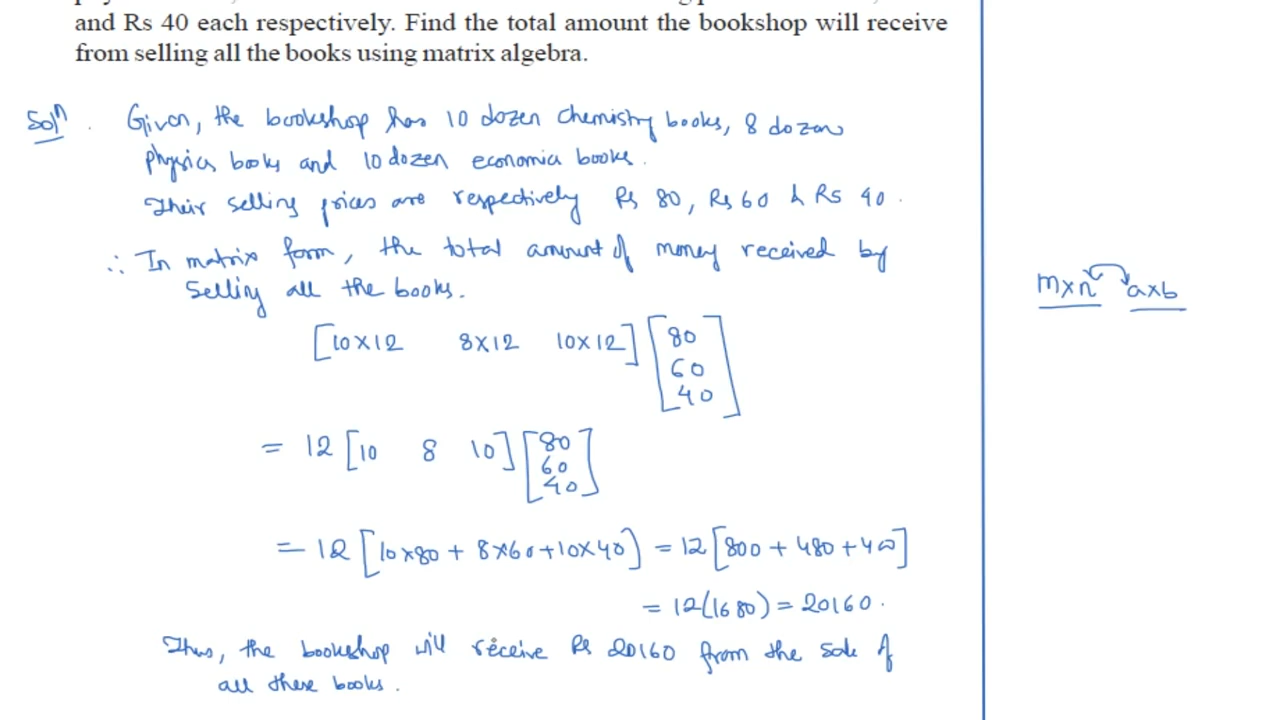 and Rs 40 each respectively. Find the total amount the bookshop will receive
from selling all the books using matrix algebra.
Solⁿ. Given, the bookshop has 10 dozen chemistry books, 8 dozen
physics books and 10 dozen economics books.
Their selling prices are respectively Rs 80, Rs 60 & Rs 40.
∴ In matrix form, the total amount of money received by
selling all the books.
m×n a×b
[10×12 8×12 10×12] [80
60
40]
= 12 [10 8 10] [80
60
40]
= 12 [10×80 + 8×60+10×40] = 12 [800 + 480 + 400]
= 12(1680) = 20160.
Thus, the bookshop will receive Rs 20160 from the sale of
all these books.